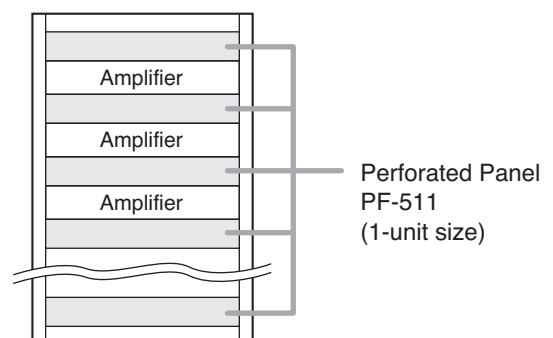 Amplifier
Amplifier
Amplifier
Perforated Panel
PF-511
(1-unit size)